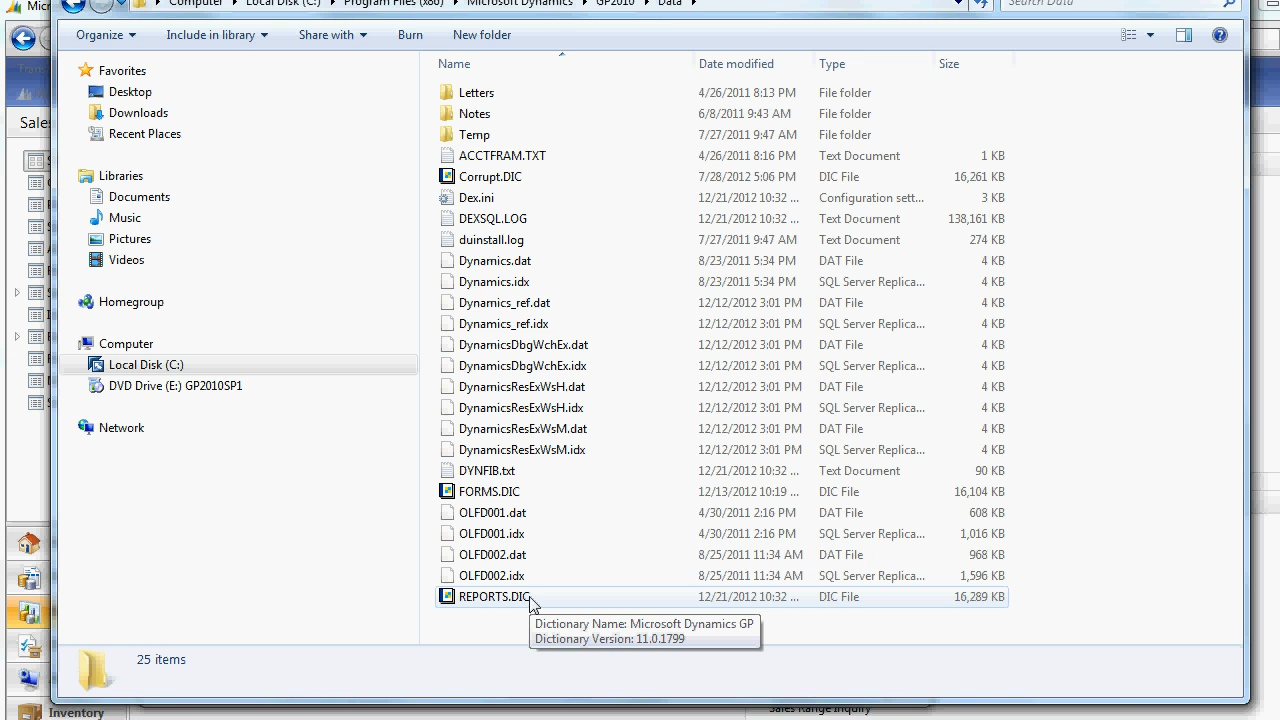 Micr
Computer Local Disk (C:) Program Files (x86) Microsoft Dynamics GP2010 Data Search Data
Organize Include in library Share with Burn New folder
Name Date modified Type Size
Favorites
Desktop
Downloads
Recent Places
Libraries
Documents
Music
Pictures
Videos
Homegroup
Computer
Local Disk (C:)
DVD Drive (E:) GP2010SP1
Network
Letters 4/26/2011 8:13 PM File folder
Notes 6/8/2011 9:43 AM File folder
Temp 7/27/2011 9:47 AM File folder
ACCTFRAM.TXT 4/26/2011 8:16 PM Text Document 1 KB
Corrupt.DIC 7/28/2012 5:06 PM DIC File 16,261 KB
Dex.ini 12/21/2012 10:32 ... Configuration sett... 3 KB
DEXSQL.LOG 12/21/2012 10:32 ... Text Document 138,161 KB
duinstall.log 7/27/2011 9:47 AM Text Document 274 KB
Dynamics.dat 8/23/2011 5:34 PM DAT File 4 KB
Dynamics.idx 8/23/2011 5:34 PM SQL Server Replica... 4 KB
Dynamics_ref.dat 12/12/2012 3:01 PM DAT File 4 KB
Dynamics_ref.idx 12/12/2012 3:01 PM SQL Server Replica... 4 KB
DynamicsDbgWchEx.dat 12/12/2012 3:01 PM DAT File 4 KB
DynamicsDbgWchEx.idx 12/12/2012 3:01 PM SQL Server Replica... 4 KB
DynamicsResExWsH.dat 12/12/2012 3:01 PM DAT File 4 KB
DynamicsResExWsH.idx 12/12/2012 3:01 PM SQL Server Replica... 4 KB
DynamicsResExWsM.dat 12/12/2012 3:01 PM DAT File 4 KB
DynamicsResExWsM.idx 12/12/2012 3:01 PM SQL Server Replica... 4 KB
DYNFIB.txt 12/21/2012 10:32 ... Text Document 90 KB
FORMS.DIC 12/13/2012 10:19 ... DIC File 16,104 KB
OLFD001.dat 4/30/2011 2:16 PM DAT File 608 KB
OLFD001.idx 4/30/2011 2:16 PM SQL Server Replica... 1,016 KB
OLFD002.dat 8/25/2011 11:34 AM DAT File 968 KB
OLFD002.idx 8/25/2011 11:34 AM SQL Server Replica... 1,596 KB
REPORTS.DIC 12/21/2012 10:32 ... DIC File 16,289 KB
Dictionary Name: Microsoft Dynamics GP
Dictionary Version: 11.0.1799
25 items
Sales
Inventory
Sales Range Inquiry